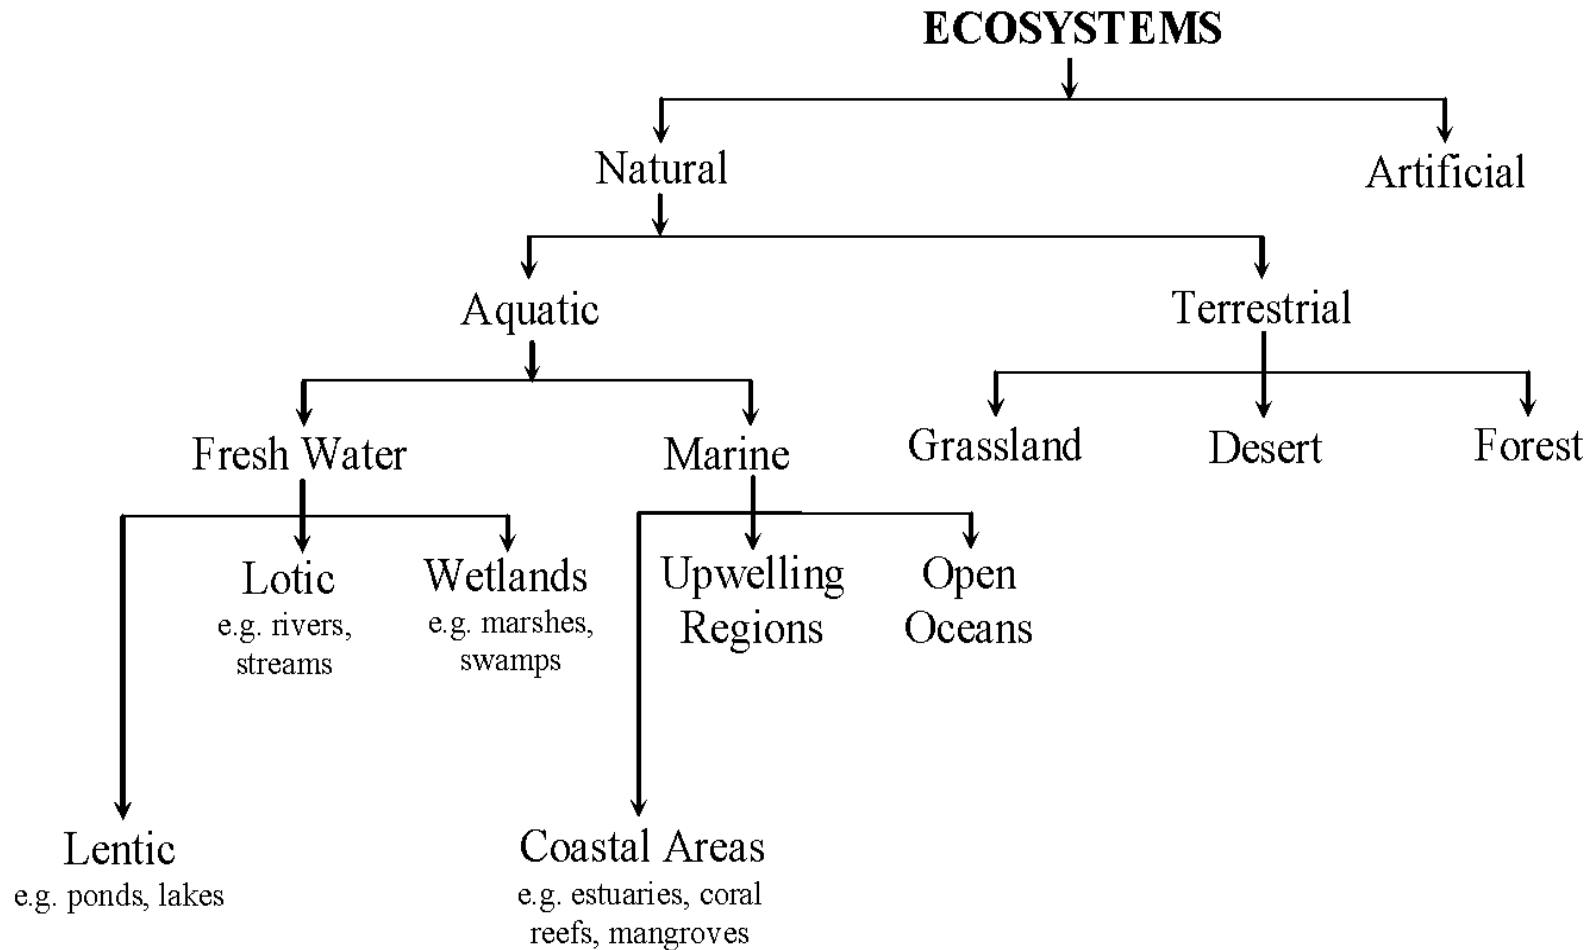 ECOSYSTEMS
Natural
Artificial
Aquatic
Terrestrial
Fresh Water
Marine
Grassland
Desert
Forest
Lotic
e.g. rivers,
streams
Wetlands
e.g. marshes,
swamps
Upwelling
Regions
Open
Oceans
Lentic
e.g. ponds, lakes
Coastal Areas
e.g. estuaries, coral
reefs, mangroves